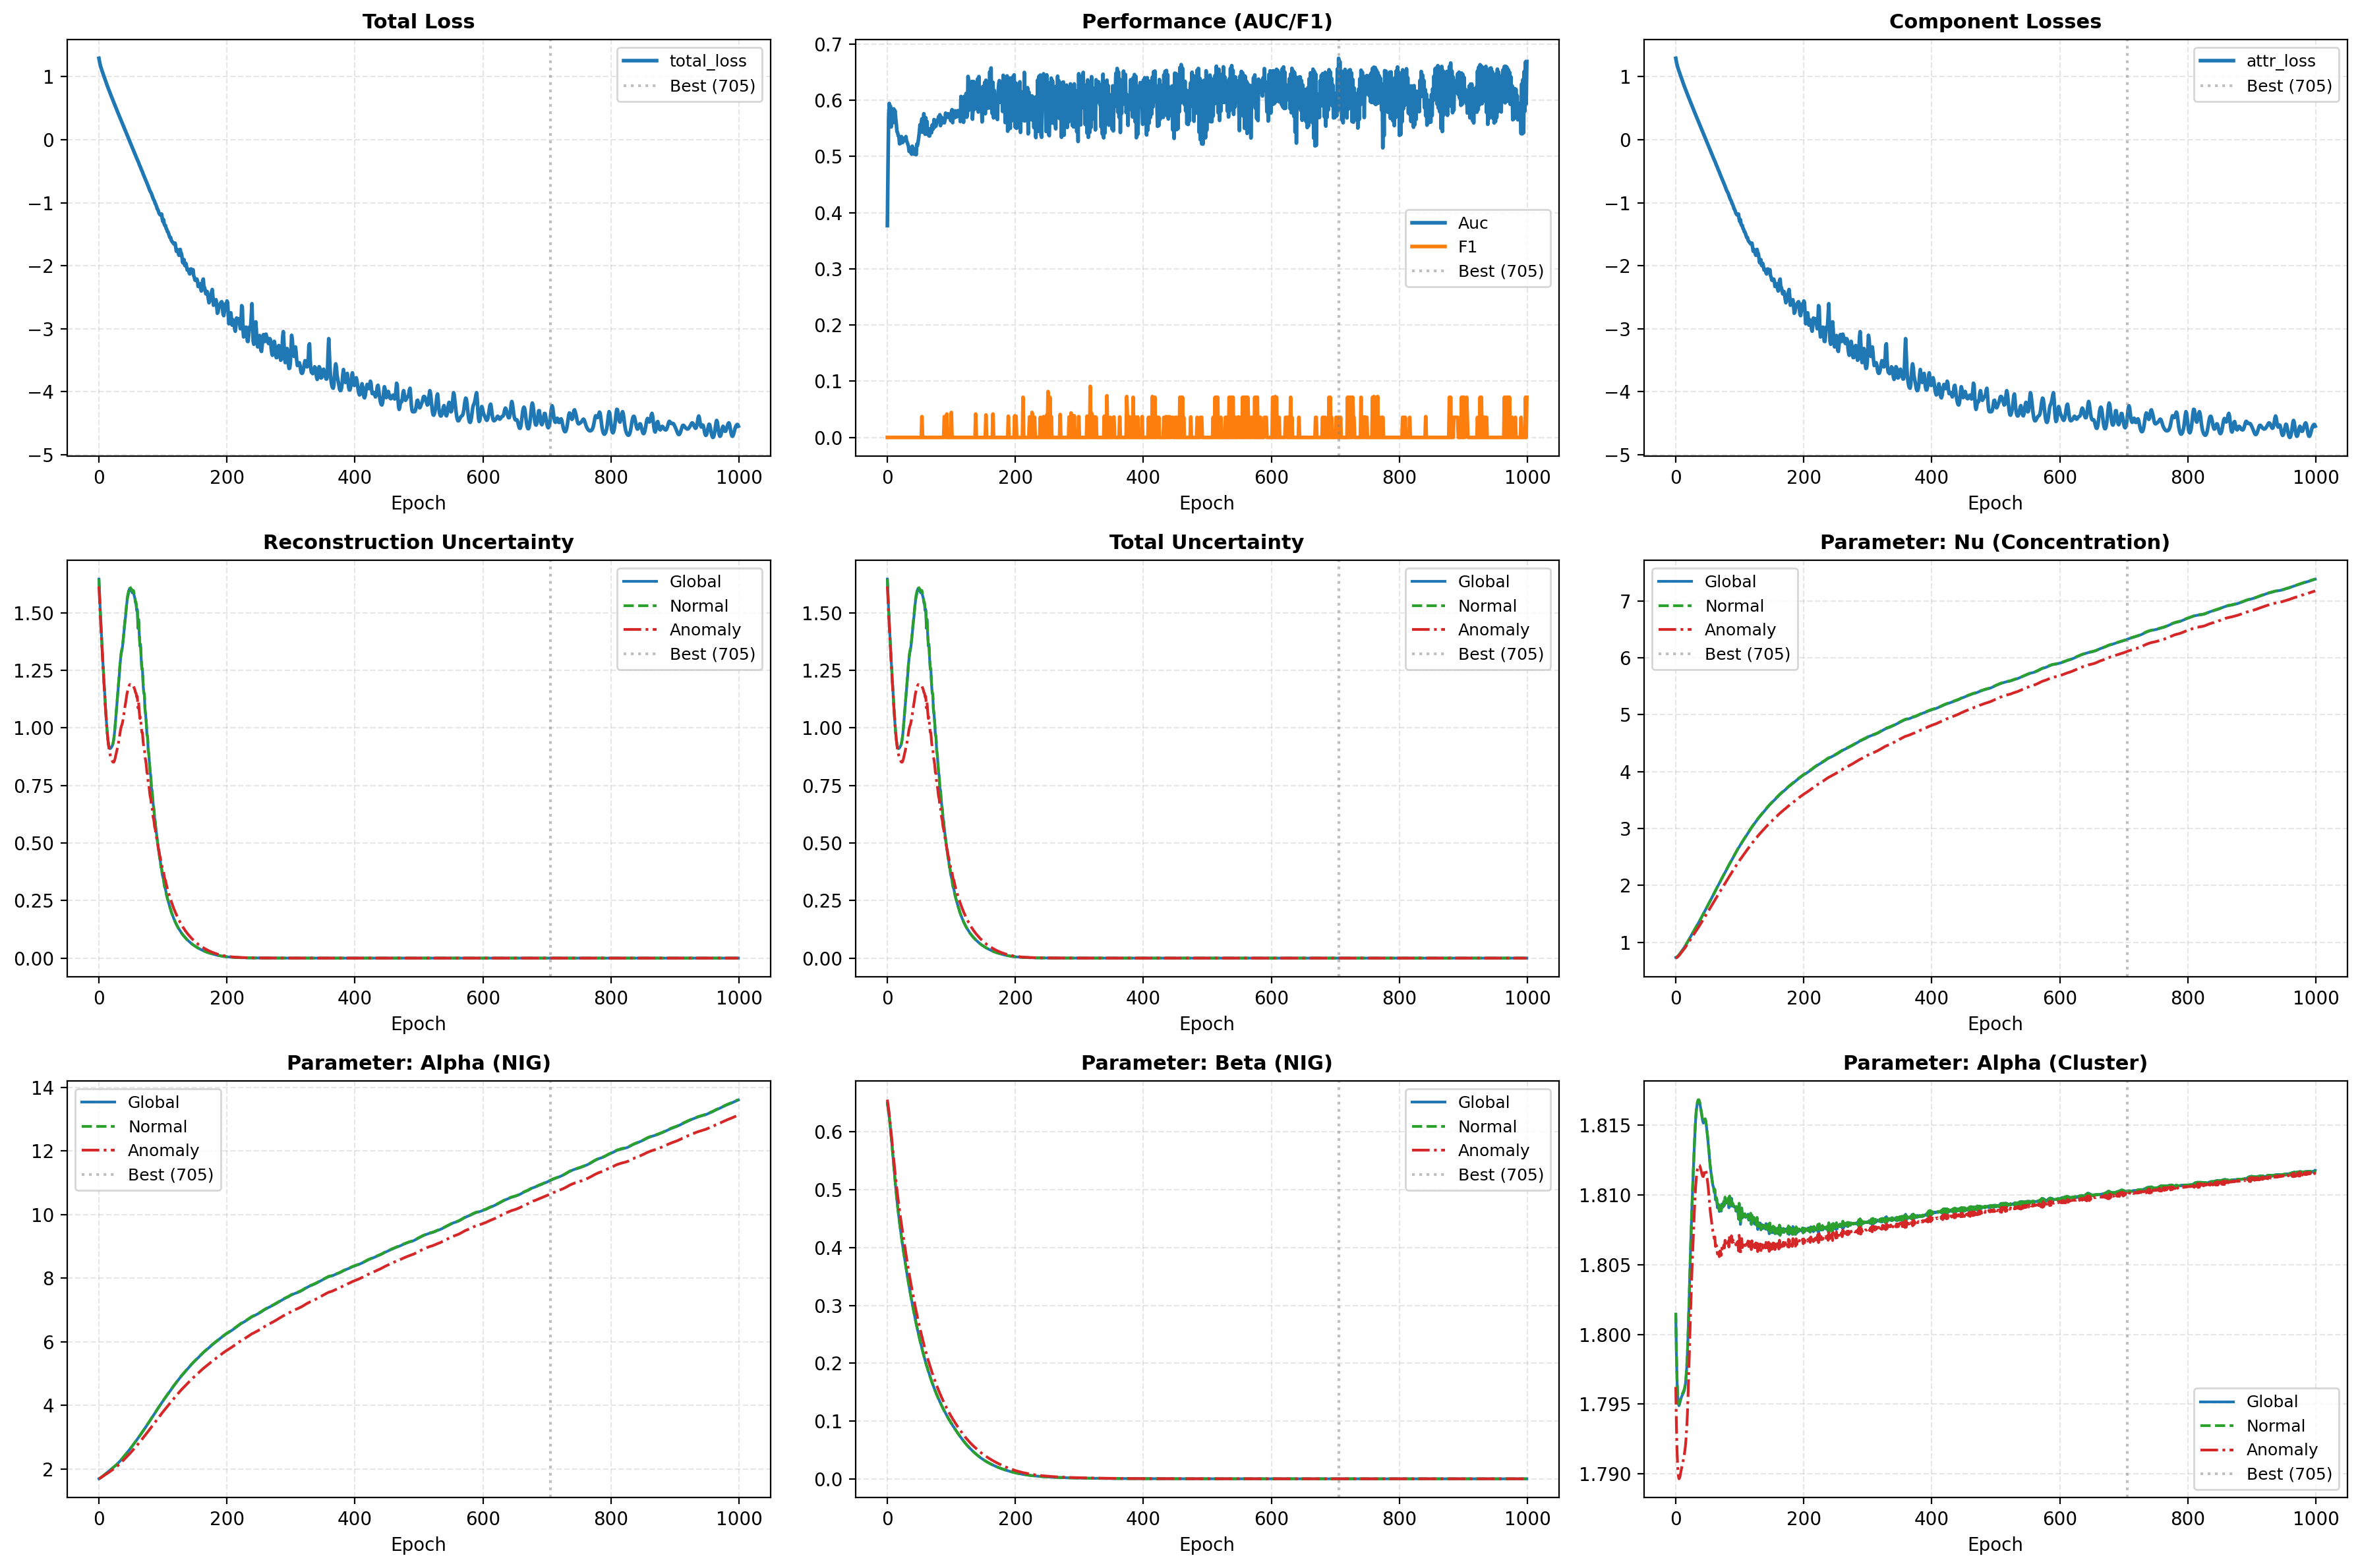 Total Loss
1
0
−1
−2
−3
−4
−5
total_loss
Best (705)
0
200
400
600
800
1000
Epoch
Performance (AUC/F1)
0.7
0.6
0.5
0.4
0.3
0.2
0.1
0.0
Auc
F1
Best (705)
0
200
400
600
800
1000
Epoch
Component Losses
1
0
−1
−2
−3
−4
−5
attr_loss
Best (705)
0
200
400
600
800
1000
Epoch
Reconstruction Uncertainty
1.50
1.25
1.00
0.75
0.50
0.25
0.00
Global
Normal
Anomaly
Best (705)
0
200
400
600
800
1000
Epoch
Total Uncertainty
1.50
1.25
1.00
0.75
0.50
0.25
0.00
Global
Normal
Anomaly
Best (705)
0
200
400
600
800
1000
Epoch
Parameter: Nu (Concentration)
7
6
5
4
3
2
1
Global
Normal
Anomaly
Best (705)
0
200
400
600
800
1000
Epoch
Parameter: Alpha (NIG)
14
12
10
8
6
4
2
Global
Normal
Anomaly
Best (705)
0
200
400
600
800
1000
Epoch
Parameter: Beta (NIG)
0.6
0.5
0.4
0.3
0.2
0.1
0.0
Global
Normal
Anomaly
Best (705)
0
200
400
600
800
1000
Epoch
Parameter: Alpha (Cluster)
1.815
1.810
1.805
1.800
1.795
1.790
Global
Normal
Anomaly
Best (705)
0
200
400
600
800
1000
Epoch